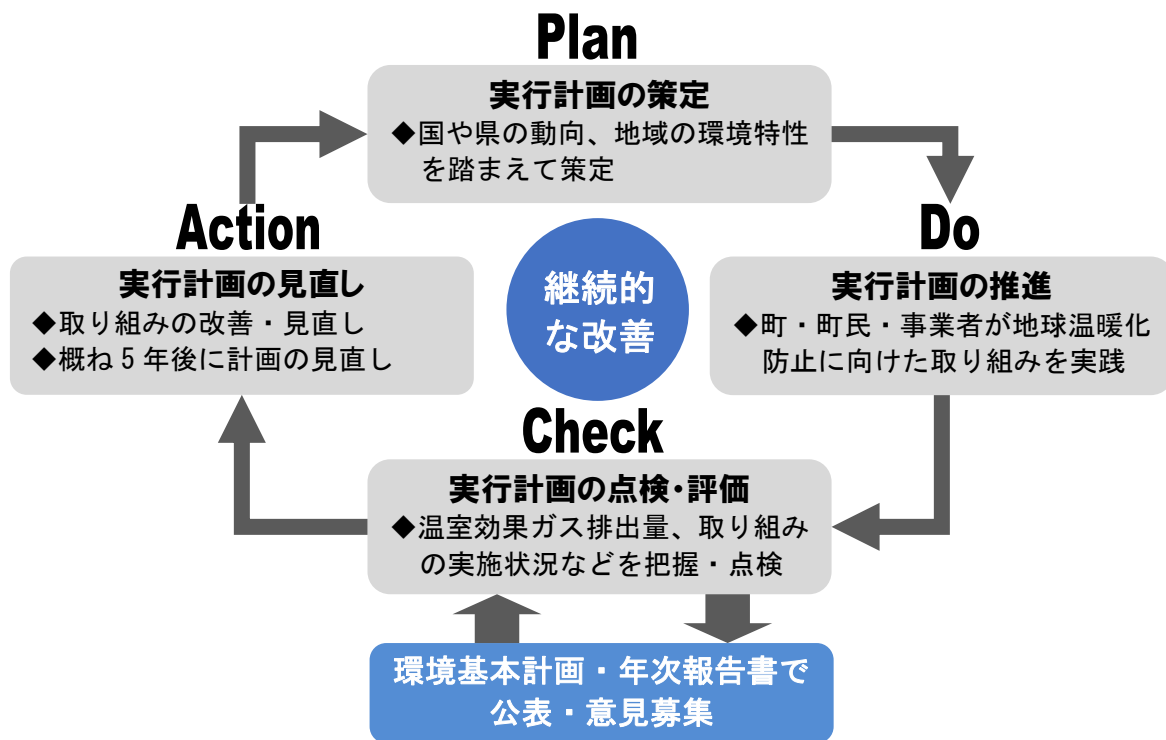 Plan
実行計画の策定
◆国や県の動向、地域の環境特性
を踏まえて策定
Action
実行計画の見直し
◆取り組みの改善・見直し
◆概ね5年後に計画の見直し
継続的
な改善
Do
実行計画の推進
◆町・町民・事業者が地球温暖化
防止に向けた取り組みを実践
Check
実行計画の点検・評価
◆温室効果ガス排出量、取り組み
の実施状況などを把握・点検
環境基本計画・年次報告書で
公表・意見募集